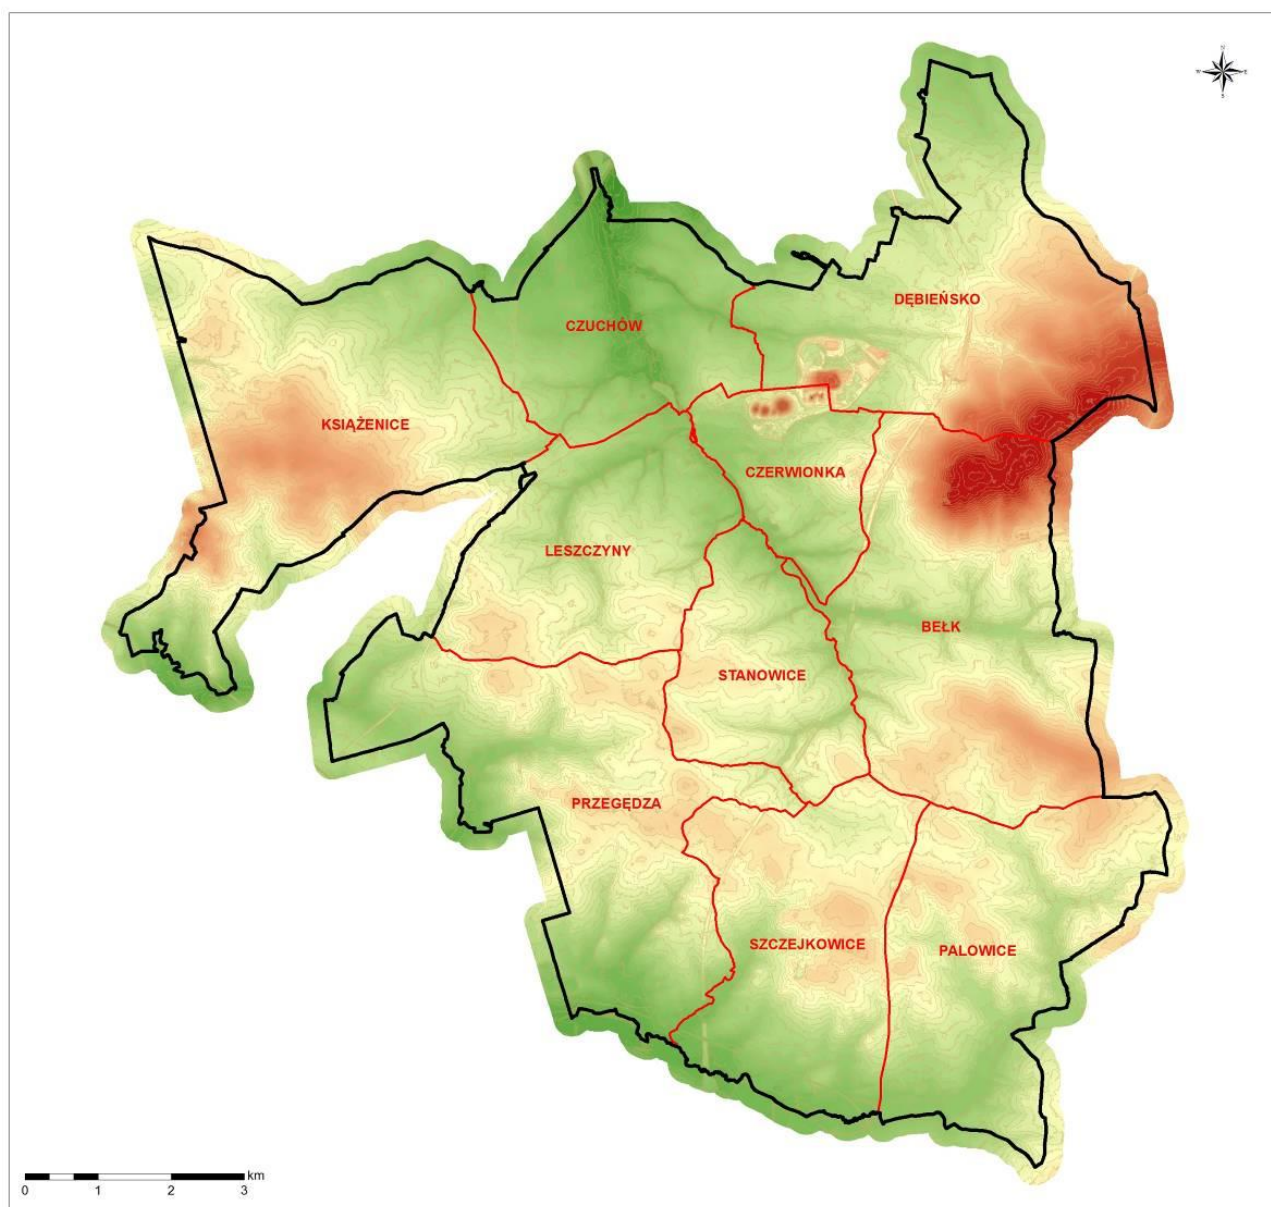 N
W
E
S
DĘBIEŃSKO
CZUCHÓW
KSIĄŻENICE
CZERWIONKA
LESZCZYNY
BEŁK
STANOWICE
PRZEGĘDZA
SZCZEJKOWICE
PALOWICE
km
0 1 2 3